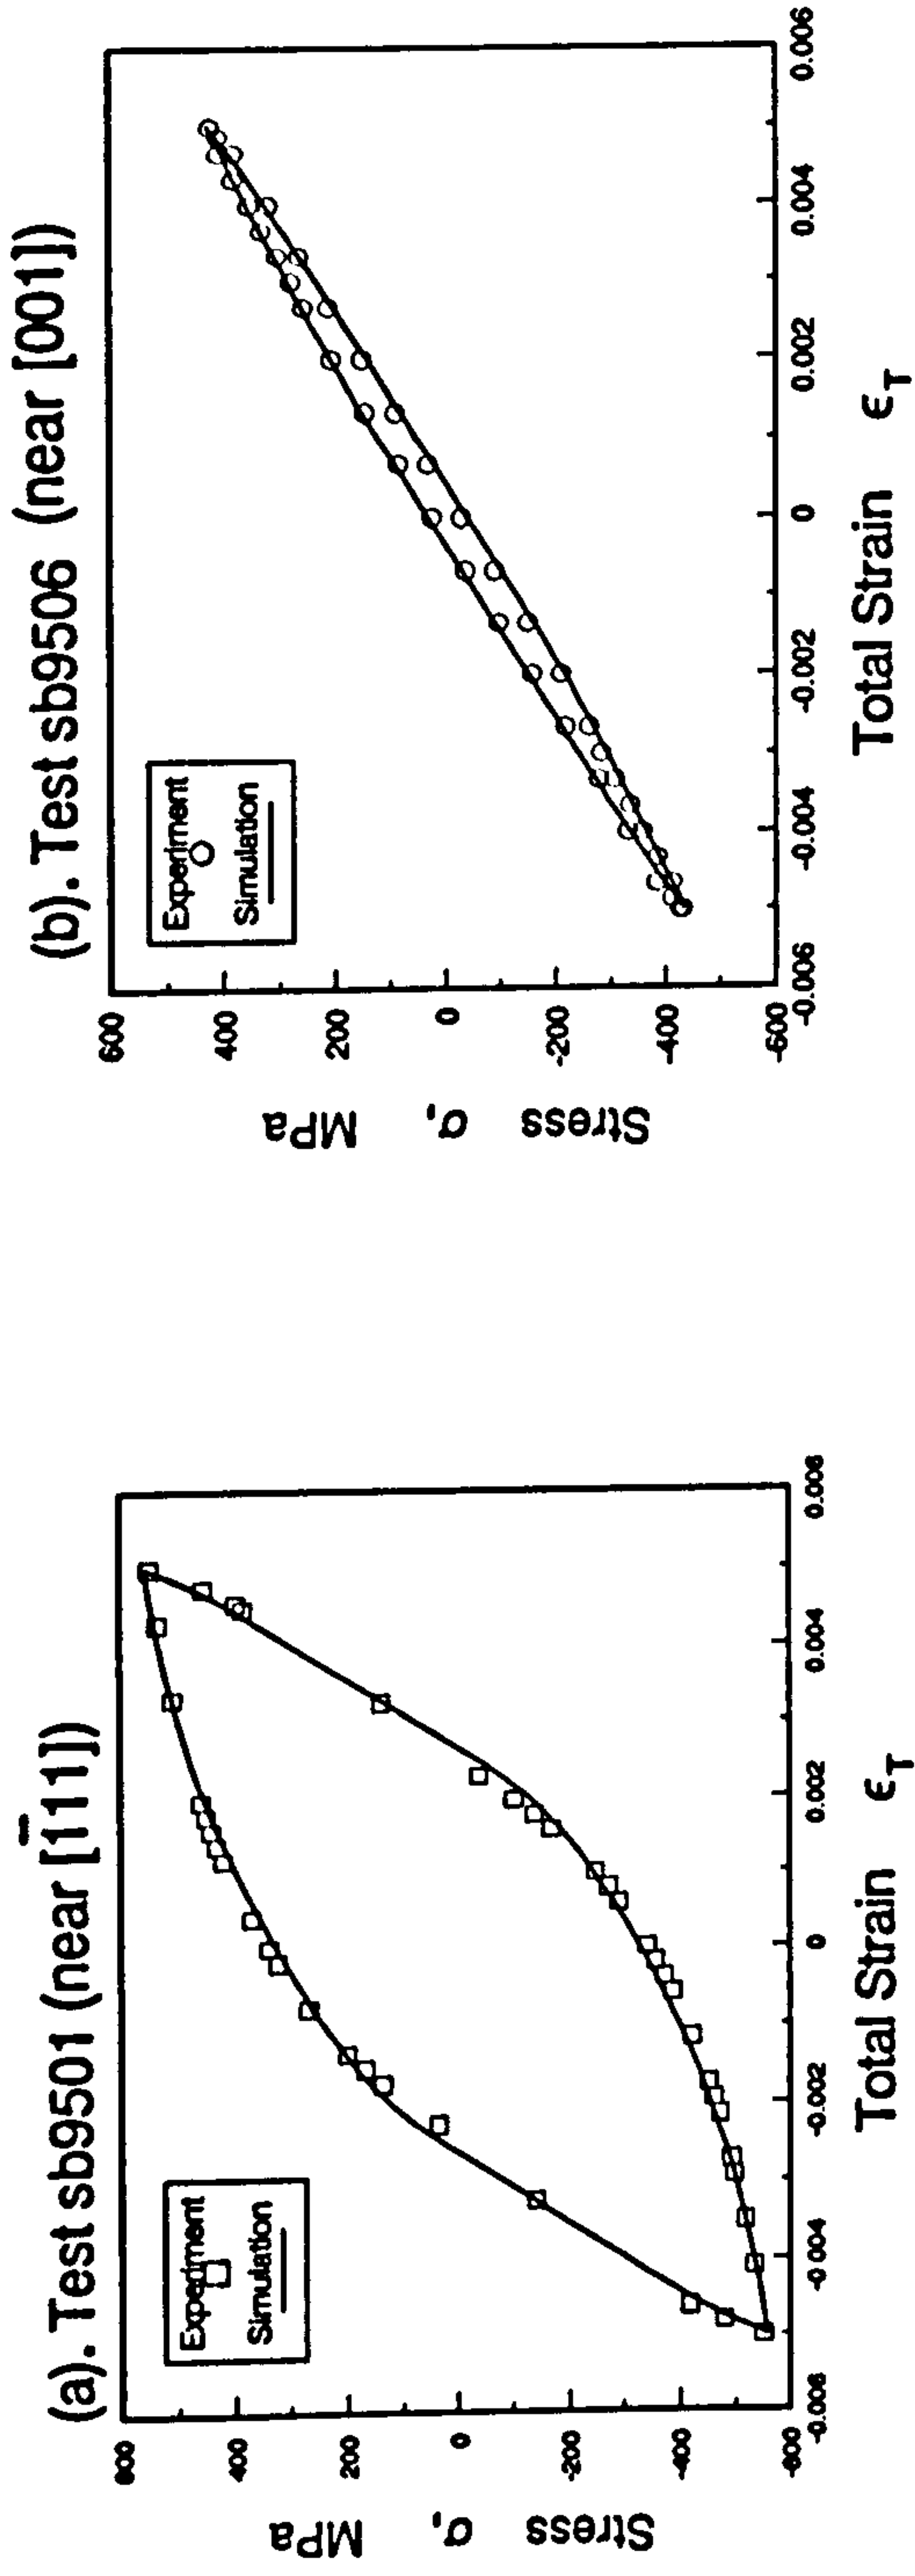 (a). Test sb9501 (near [1̄11])
Experiment
Simulation
600
400
200
0
-200
-400
-600
Stress σ, MPa
-0.006
-0.004
-0.002
0
0.002
0.004
0.006
Total Strain ϵT
(b). Test sb9506 (near [001])
Experiment
Simulation
600
400
200
0
-200
-400
-600
Stress σ, MPa
-0.006
-0.004
-0.002
0
0.002
0.004
0.006
Total Strain ϵT